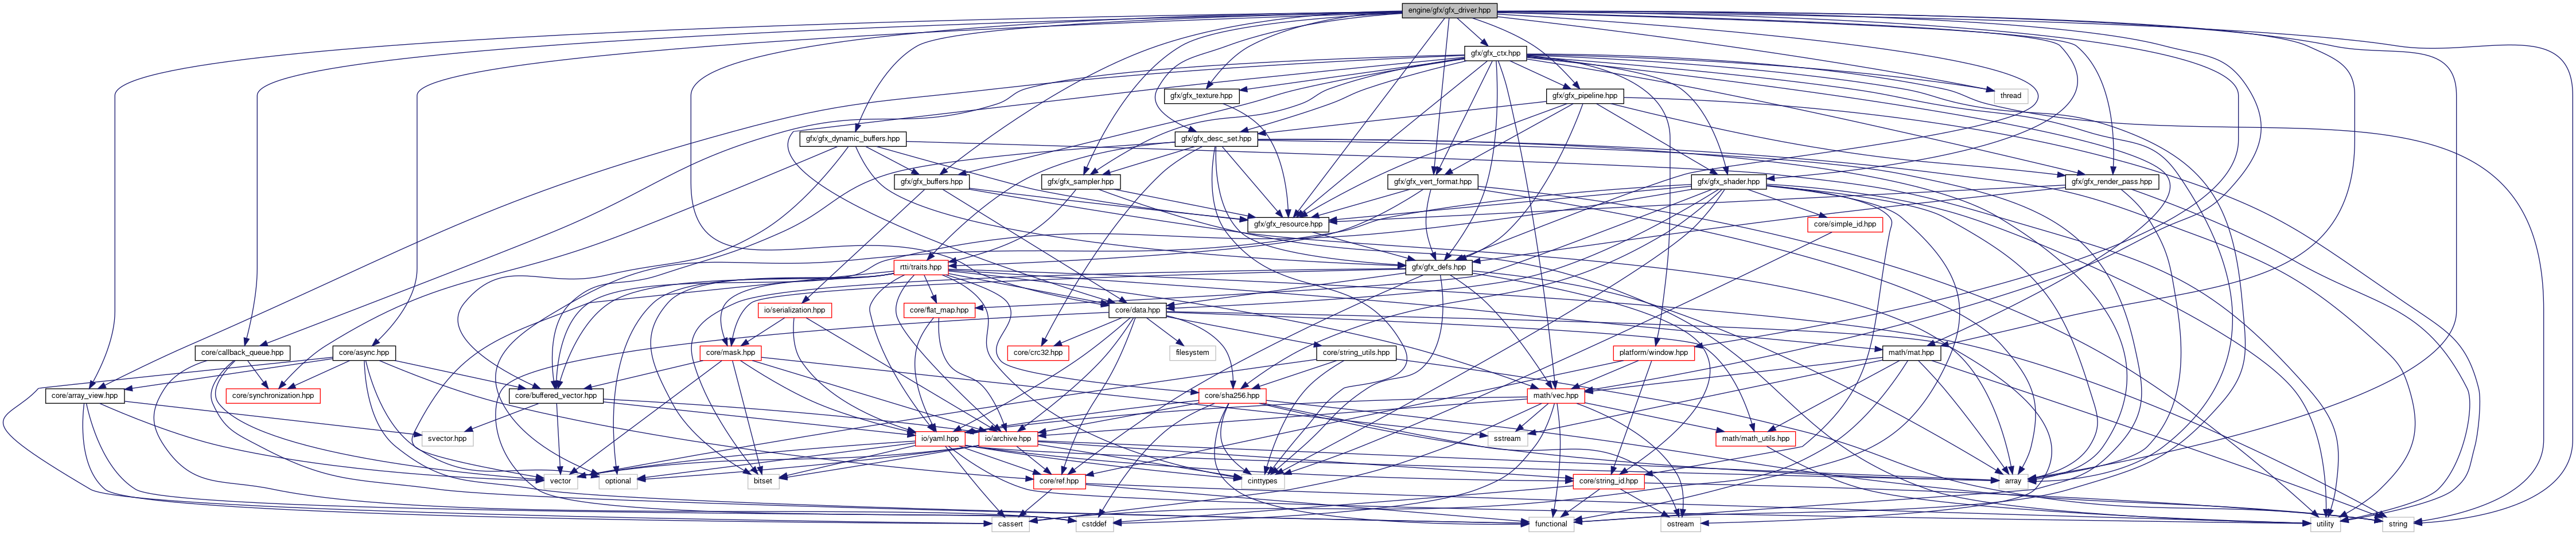 engine/gfx/gfx_driver.hpp
gfx/gfx_ctx.hpp
gfx/gfx_texture.hpp
gfx/gfx_pipeline.hpp
thread
gfx/gfx_dynamic_buffers.hpp
gfx/gfx_desc_set.hpp
gfx/gfx_buffers.hpp
gfx/gfx_sampler.hpp
gfx/gfx_vert_format.hpp
gfx/gfx_shader.hpp
gfx/gfx_render_pass.hpp
gfx/gfx_resource.hpp
core/simple_id.hpp
rtti/traits.hpp
gfx/gfx_defs.hpp
io/serialization.hpp
core/flat_map.hpp
core/data.hpp
core/callback_queue.hpp
core/async.hpp
core/mask.hpp
core/crc32.hpp
filesystem
core/string_utils.hpp
platform/window.hpp
math/mat.hpp
core/array_view.hpp
core/synchronization.hpp
core/buffered_vector.hpp
core/sha256.hpp
math/vec.hpp
svector.hpp
io/yaml.hpp
io/archive.hpp
sstream
math/math_utils.hpp
vector
optional
bitset
core/ref.hpp
cinttypes
core/string_id.hpp
array
cassert
cstddef
functional
ostream
utility
string